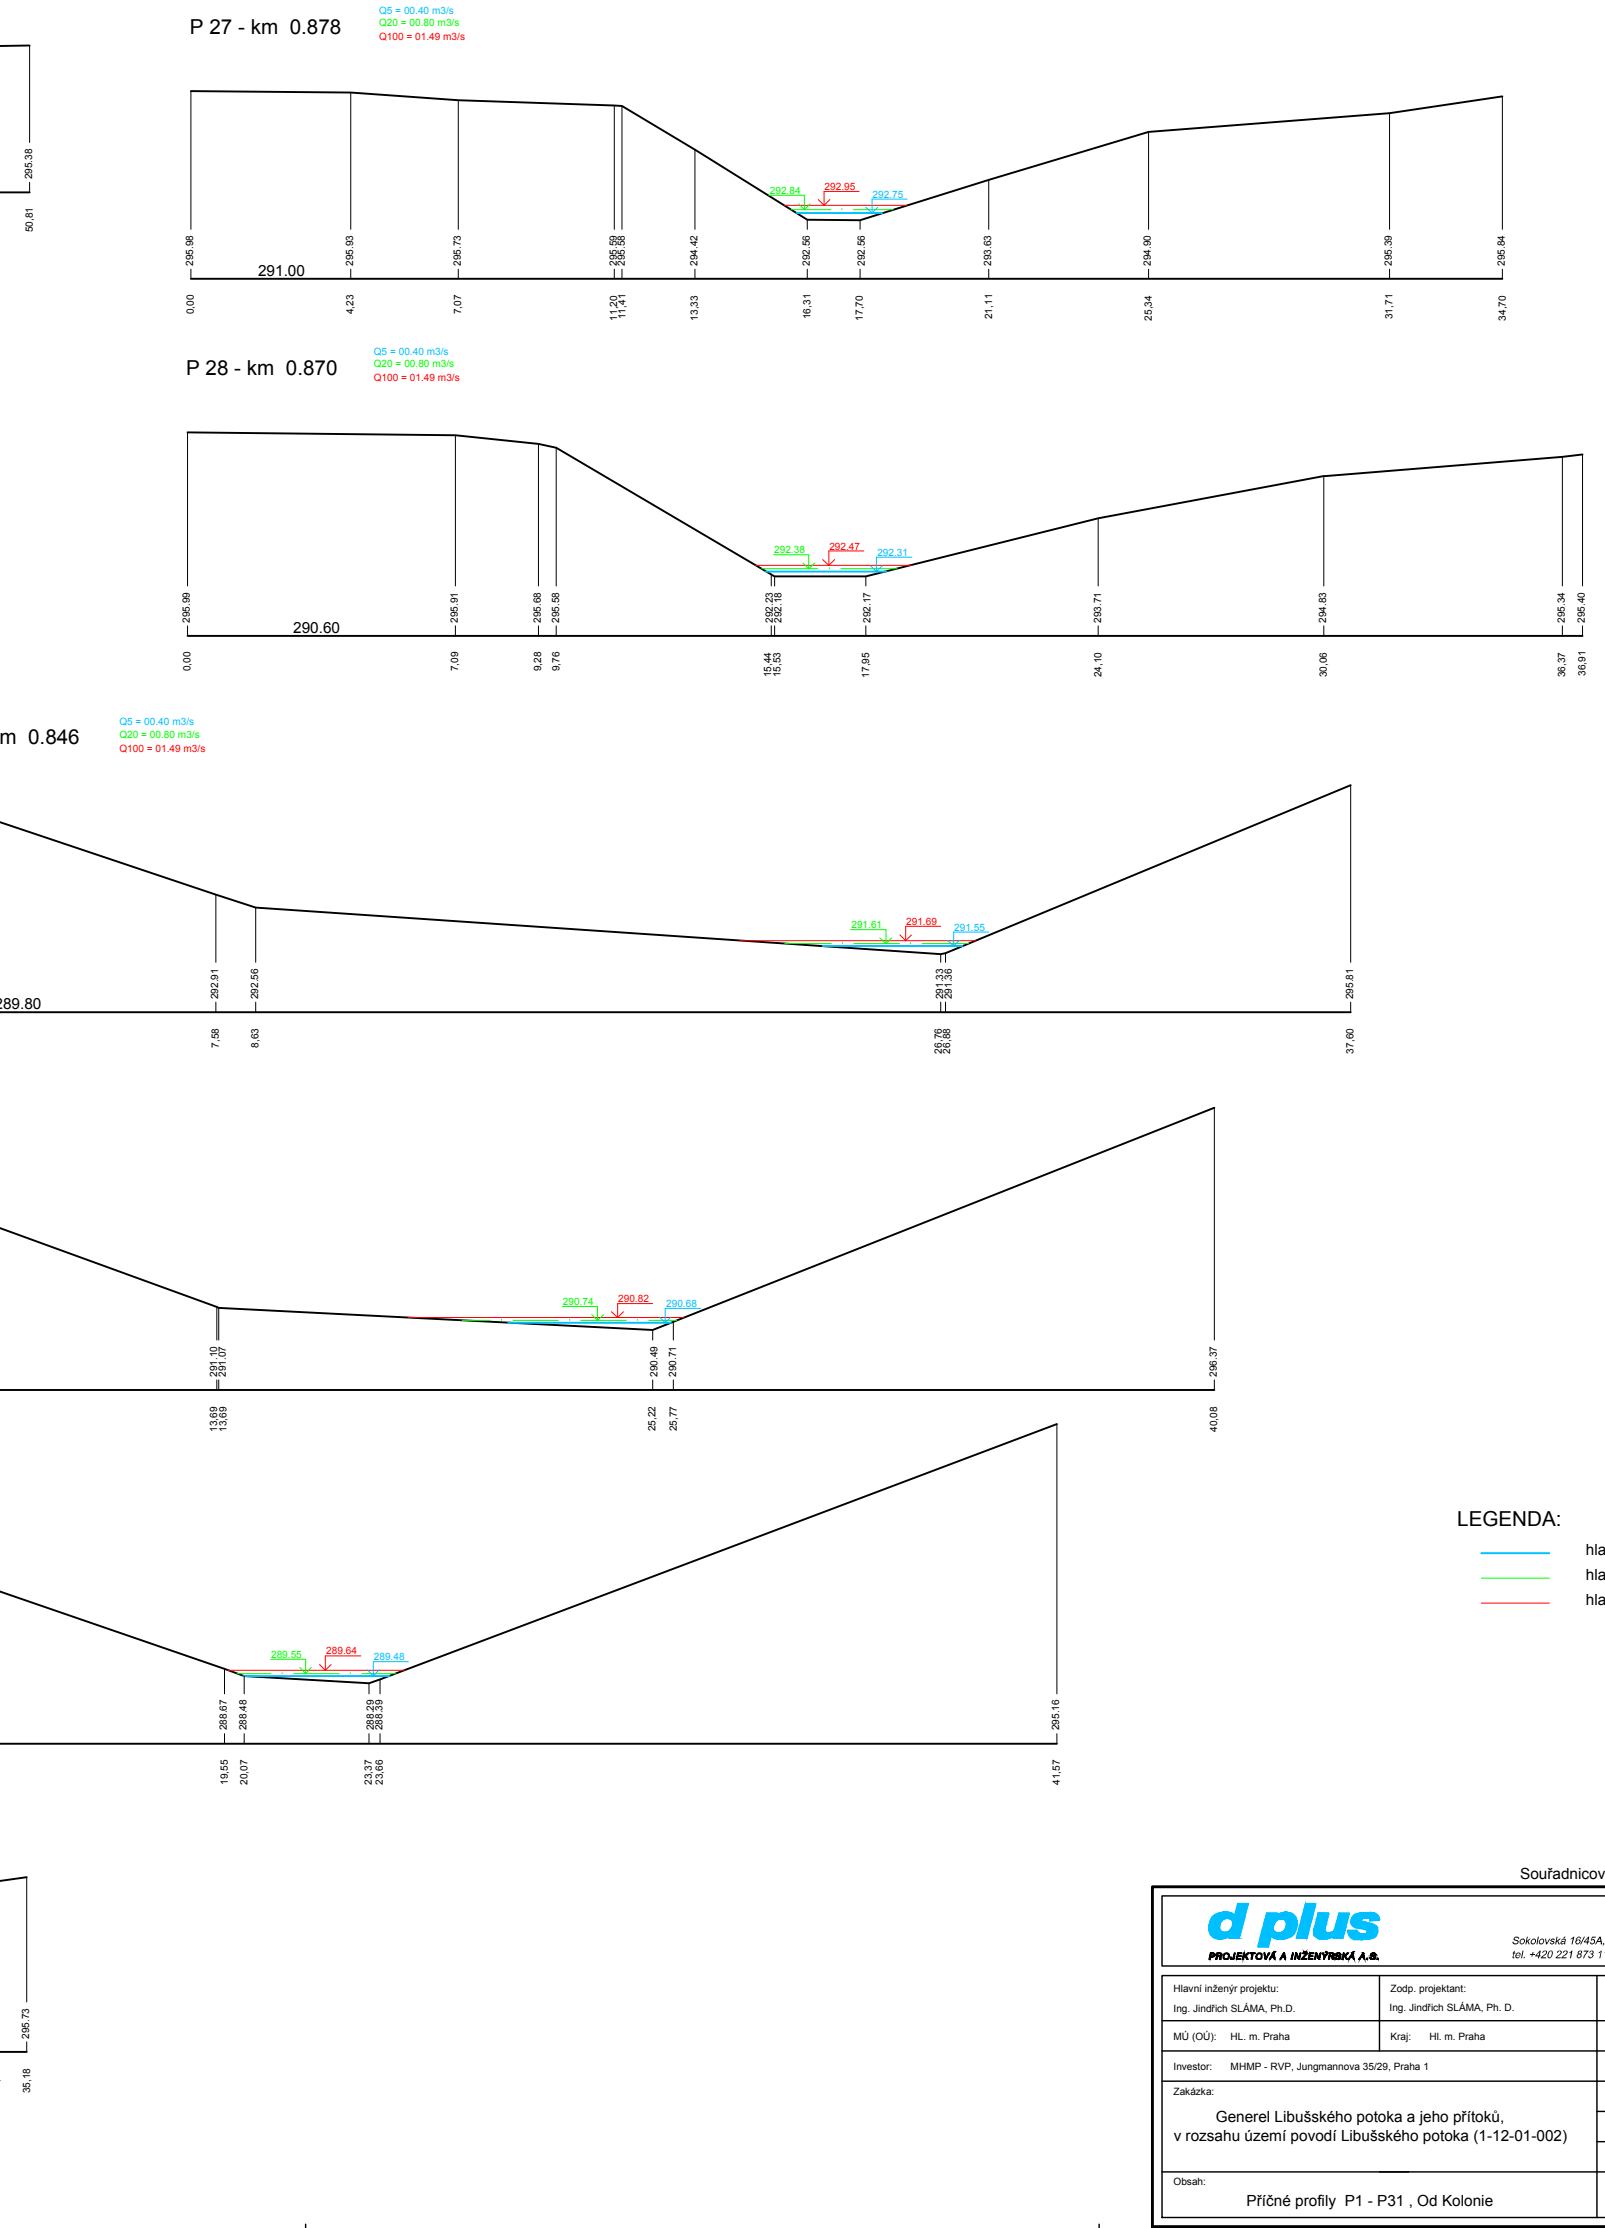 P 27 - km 0.878
Q5 = 00.40 m3/s
Q20 = 00.80 m3/s
Q100 = 01.49 m3/s
295.38
50,81
292.84
292.95
292.75
295.98
295.93
295.73
295.59
295.58
294.42
292.56
292.56
293.63
294.90
295.39
295.84
291.00
0,00
4,23
7,07
11,20
11,41
13,33
16,31
17,70
21,11
25,34
31,71
34,70
P 28 - km 0.870
Q5 = 00.40 m3/s
Q20 = 00.80 m3/s
Q100 = 01.49 m3/s
292.38
292.47
292.31
295.99
295.91
295.68
295.58
292.23
292.18
292.17
293.71
294.83
295.34
295.40
290.60
0,00
7,09
9,28
9,76
15,44
15,53
17,95
24,10
30,06
36,37
36,91
m 0.846
Q5 = 00.40 m3/s
Q20 = 00.80 m3/s
Q100 = 01.49 m3/s
291.61
291.69
291.55
292.91
292.56
291.33
291.36
295.81
289.80
7,58
8,63
26,76
26,88
37,60
290.74
290.82
290.68
291.10
291.07
290.49
290.71
296.37
13,69
13,69
25,22
25,77
40,08
289.55
289.64
289.48
288.67
288.48
288.29
288.39
295.16
19,55
20,07
23,37
23,66
41,57
LEGENDA:
hla
hla
hla
295.73
35,18
Souřadnicov
d plus
PROJEKTOVÁ A INŽENÝRSKÁ A.S.
Sokolovská 16/45A,
tel. +420 221 873 1
Hlavní inženýr projektu:
Ing. Jindřich SLÁMA, Ph.D.
Zodp. projektant:
Ing. Jindřich SLÁMA, Ph. D.
MÚ (OÚ): HL. m. Praha
Kraj: Hl. m. Praha
Investor: MHMP - RVP, Jungmannova 35/29, Praha 1
Zakázka:
Generel Libušského potoka a jeho přítoků,
v rozsahu území povodí Libušského potoka (1-12-01-002)
Obsah:
Příčné profily P1 - P31 , Od Kolonie